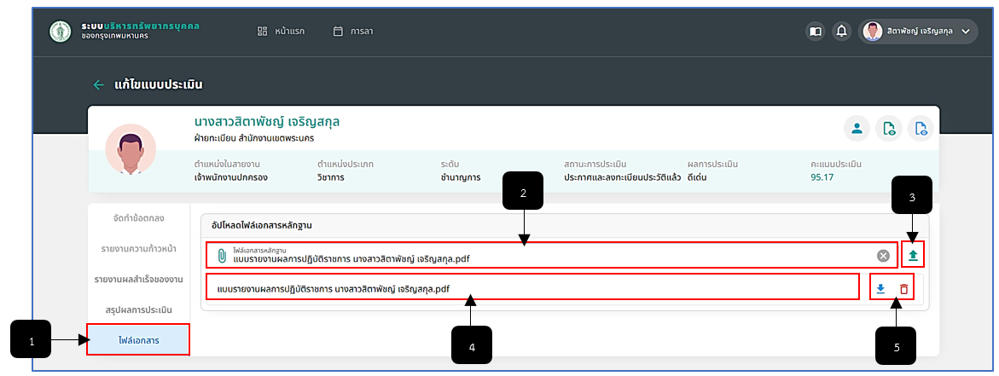 ระบบบริหารทรัพยากรบุคคล
ของกรุงเทพมหานคร
หน้าแรก
การลา
สิตาพัชญ์ เจริญสกุล
แก้ไขแบบประเมิน
นางสาวสิตาพัชญ์ เจริญสกุล
ฝ่ายทะเบียน สำนักงานเขตพระนคร
ตำแหน่งในสายงาน ตำแหน่งประเภท ระดับ สถานะการประเมิน ผลการประเมิน คะแนนประเมิน
เจ้าพนักงานปกครอง วิชาการ ชำนาญการ ประกาศและลงทะเบียนประวัติแล้ว ดีเด่น 95.17
2
3
จัดทำข้อตกลง
รายงานความก้าวหน้า
รายงานผลสำเร็จของงาน
สรุปผลการประเมิน
ไฟล์เอกสาร
1
อัปโหลดไฟล์เอกสารหลักฐาน
ไฟล์เอกสารหลักฐาน
แบบรายงานผลการปฏิบัติราชการ นางสาวสิตาพัชญ์ เจริญสกุล.pdf
แบบรายงานผลการปฏิบัติราชการ นางสาวสิตาพัชญ์ เจริญสกุล.pdf
4
5